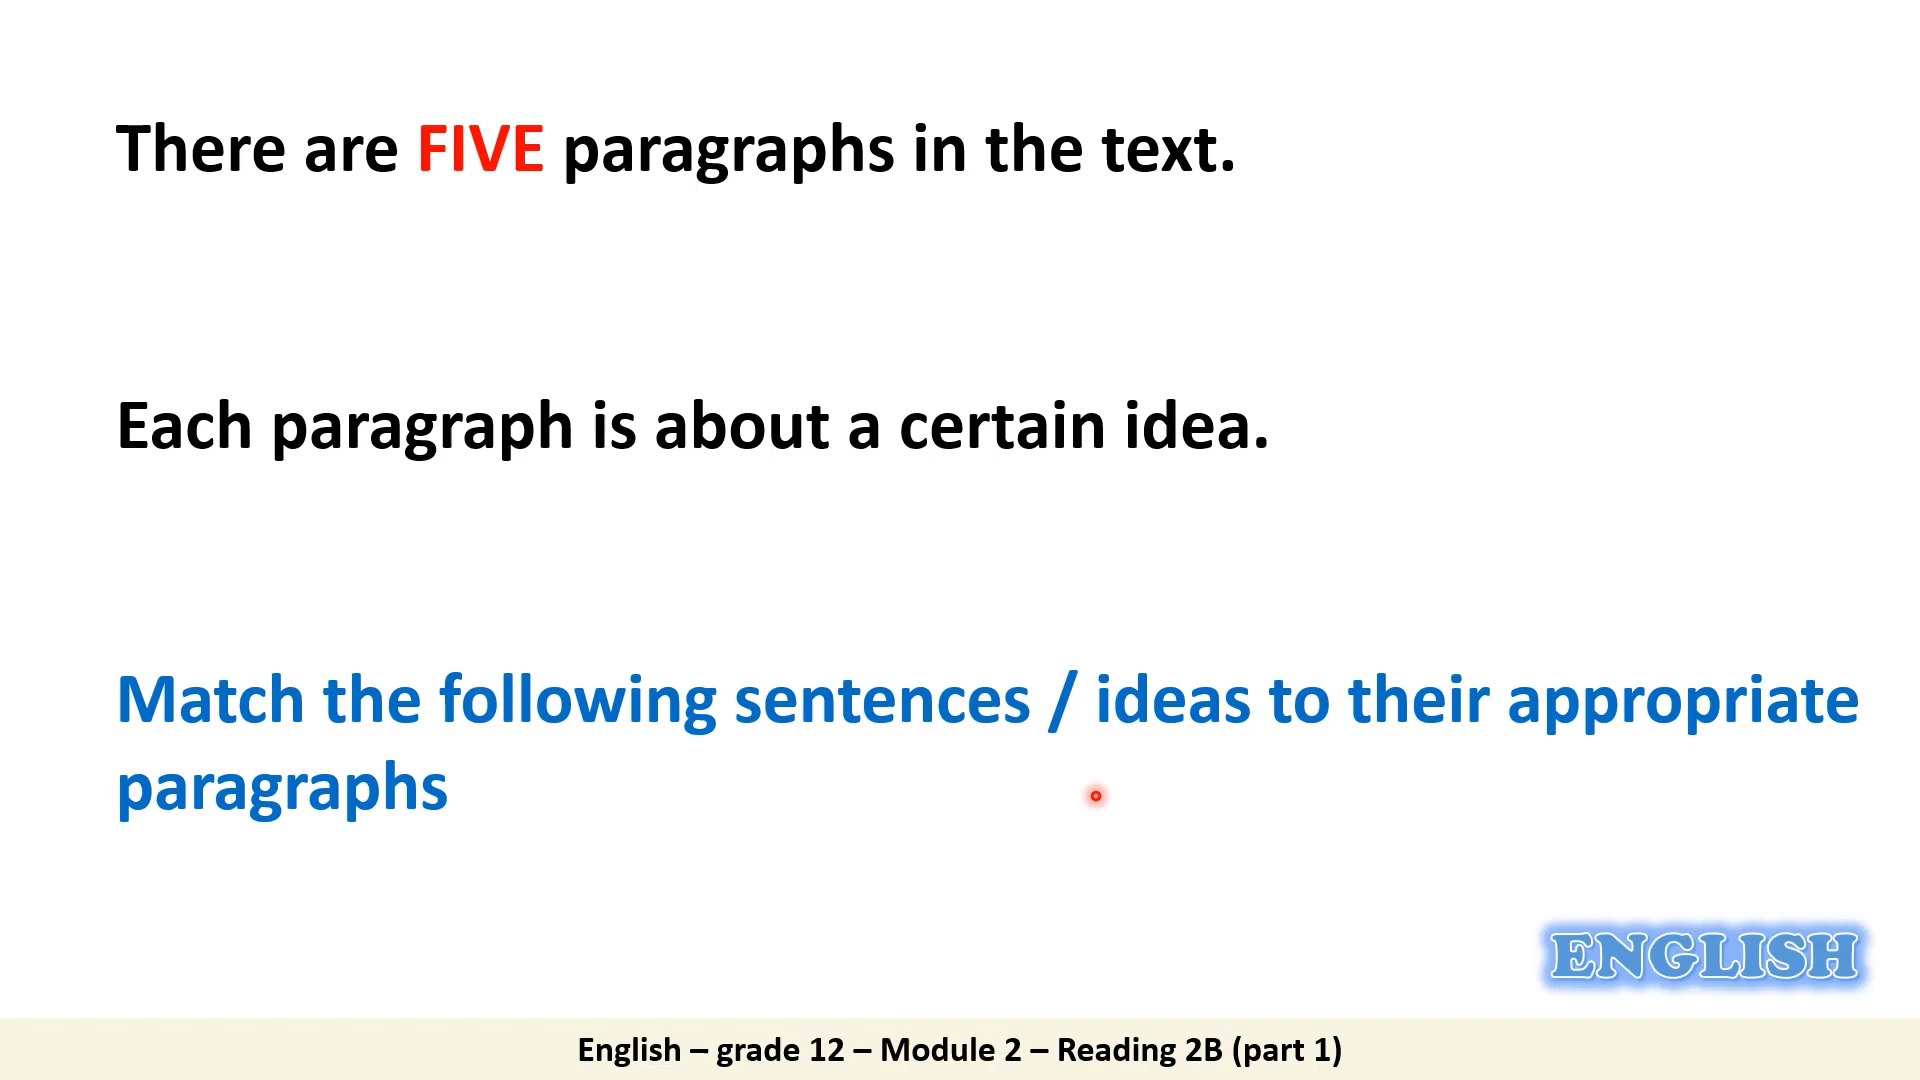 There are FIVE paragraphs in the text.
Each paragraph is about a certain idea.
Match the following sentences / ideas to their appropriate
paragraphs
ENGLISH
English – grade 12 – Module 2 – Reading 2B (part 1)